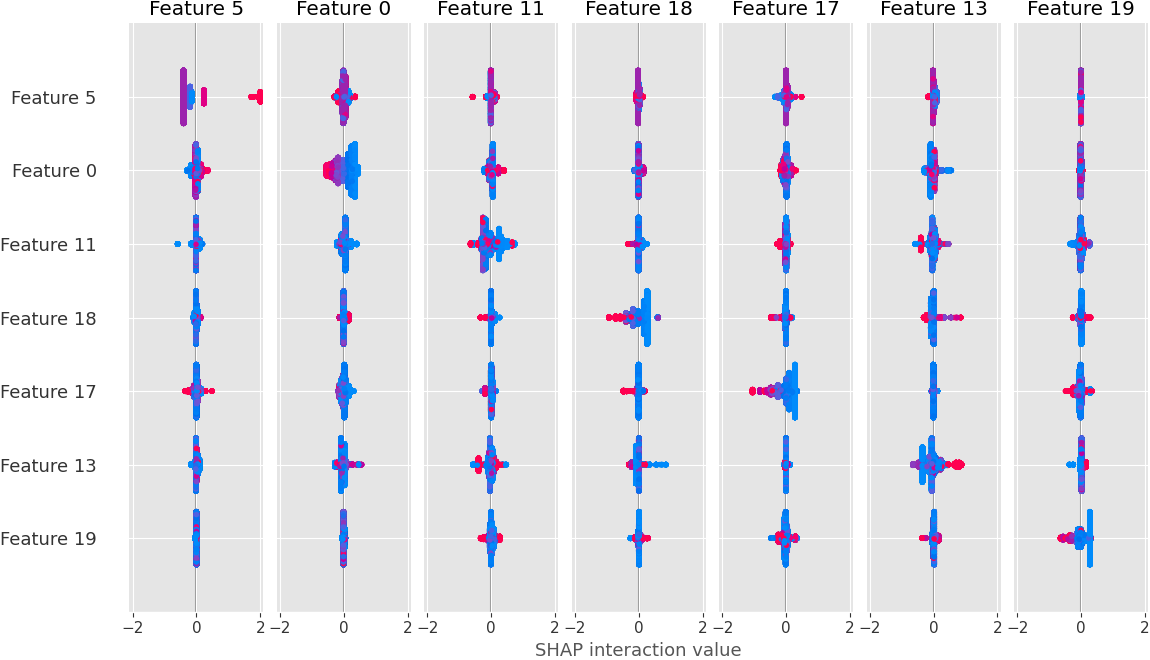 Feature 5 Feature 0 Feature 11 Feature 18 Feature 17 Feature 13 Feature 19
Feature 5
Feature 0
Feature 11
Feature 18
Feature 17
Feature 13
Feature 19
−2 0 2 −2 0 2 −2 0 2 −2 0 2 −2 0 2 −2 0 2 −2 0 2
SHAP interaction value